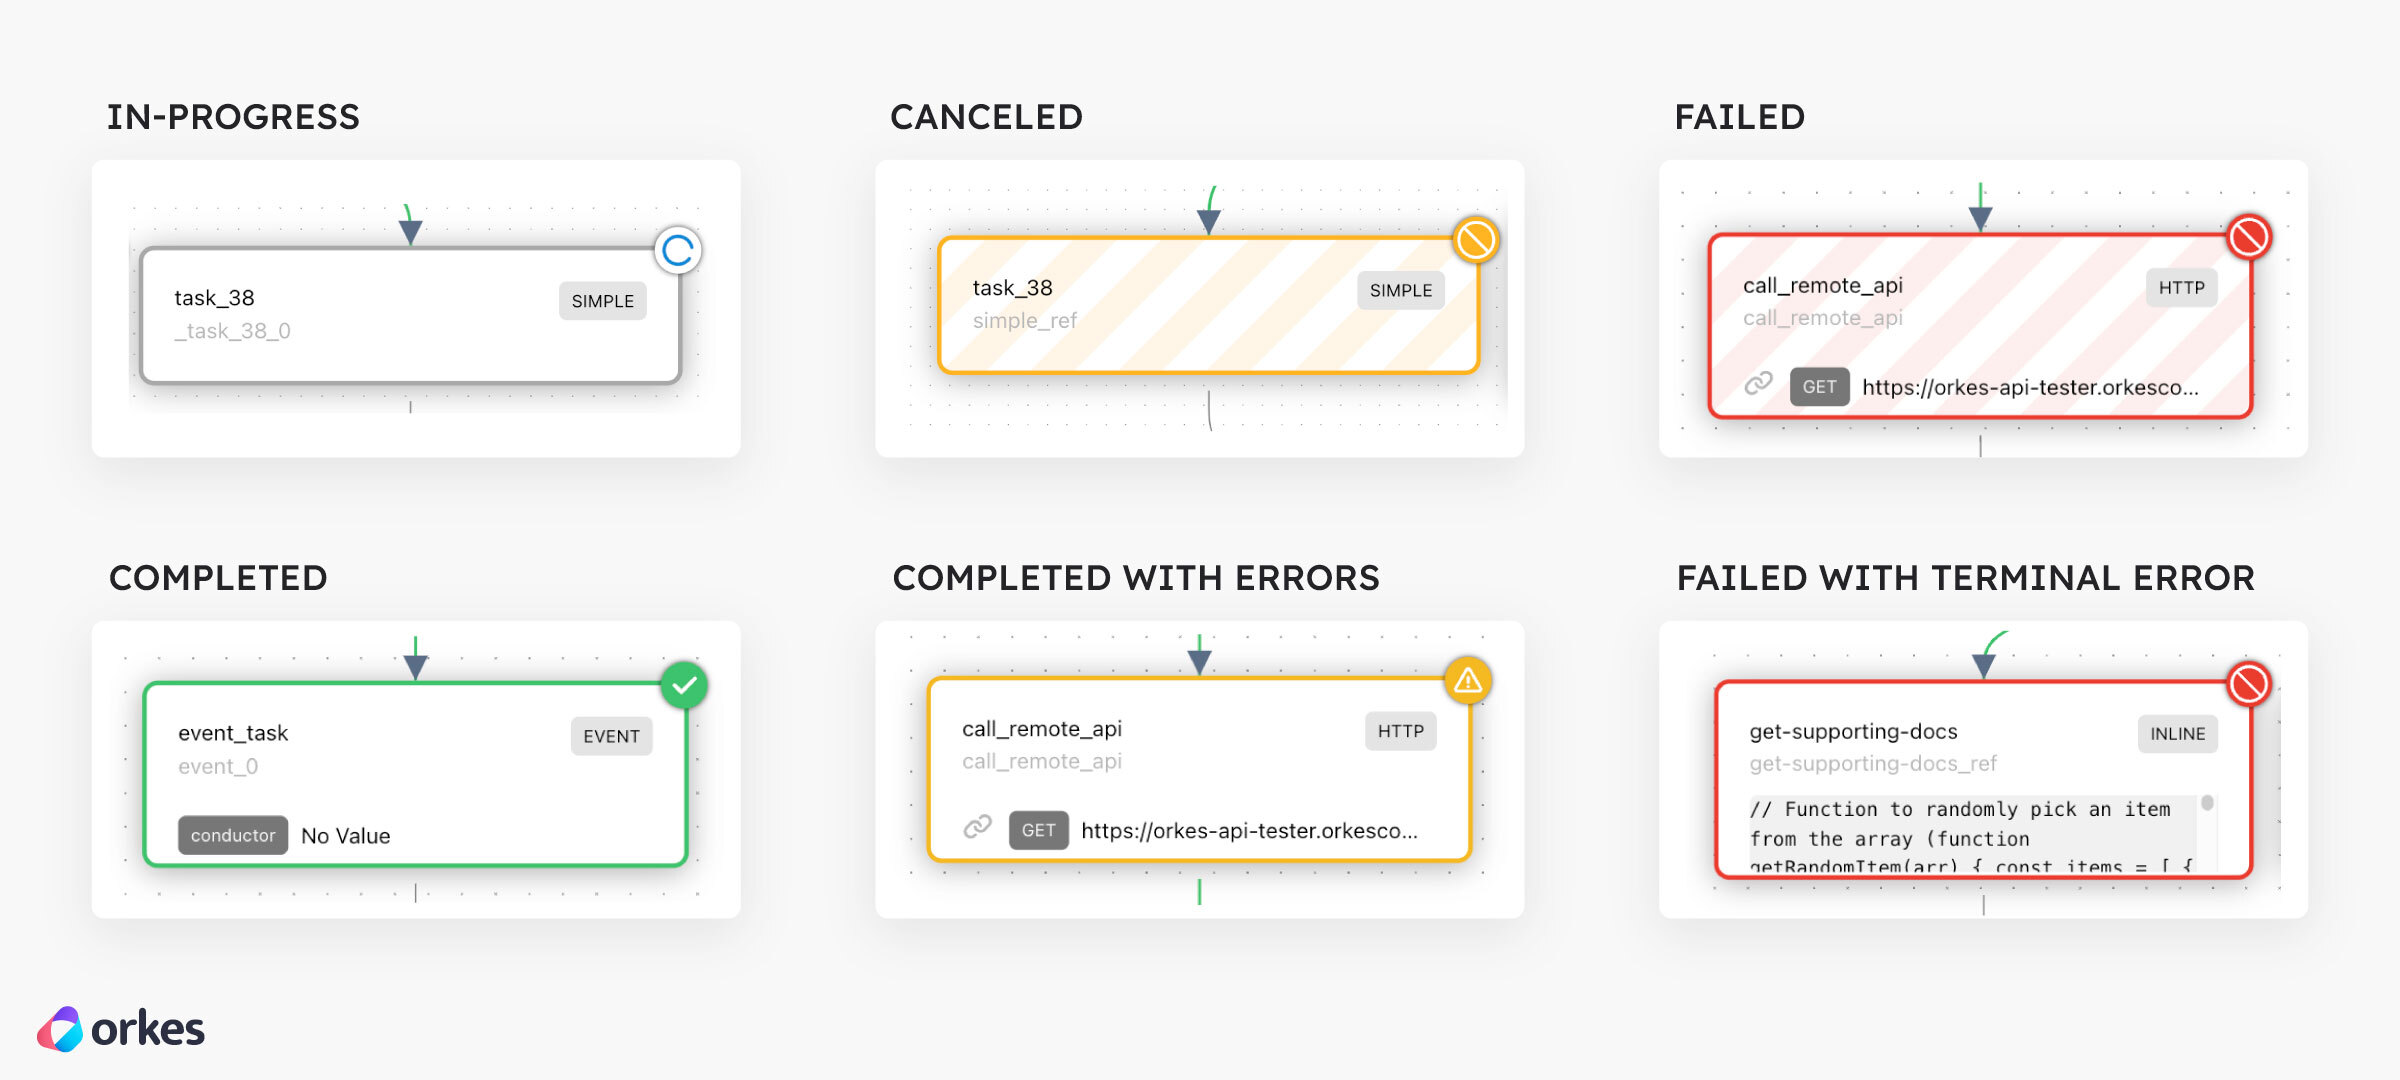 IN-PROGRESS
task_38
SIMPLE
_task_38_0
CANCELED
task_38
SIMPLE
simple_ref
FAILED
call_remote_api
HTTP
call_remote_api
GET https://orkes-api-tester.orkesco...
COMPLETED
event_task
EVENT
event_0
conductor No Value
COMPLETED WITH ERRORS
call_remote_api
HTTP
call_remote_api
GET https://orkes-api-tester.orkesco...
FAILED WITH TERMINAL ERROR
get-supporting-docs
INLINE
get-supporting-docs_ref
// Function to randomly pick an item
from the array (function
getRandomItem(arr) { const items = [ {
orkes